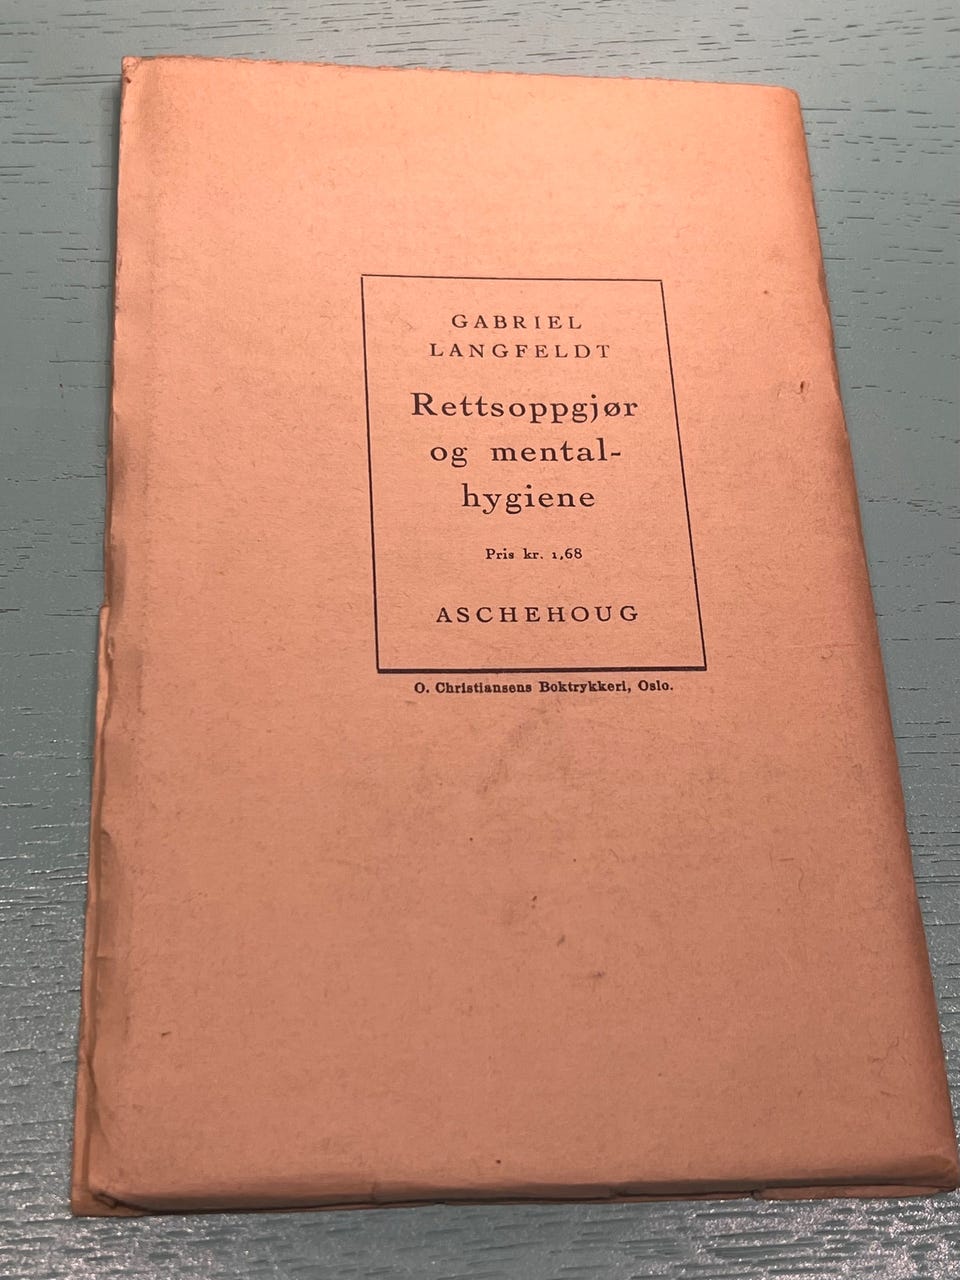 GABRIEL
LANGFELDT
Rettsoppgjør
og mental-
hygiene
Pris kr. 1,68
ASCHEHOUG
O. Christiansens Boktrykkeri, Oslo.